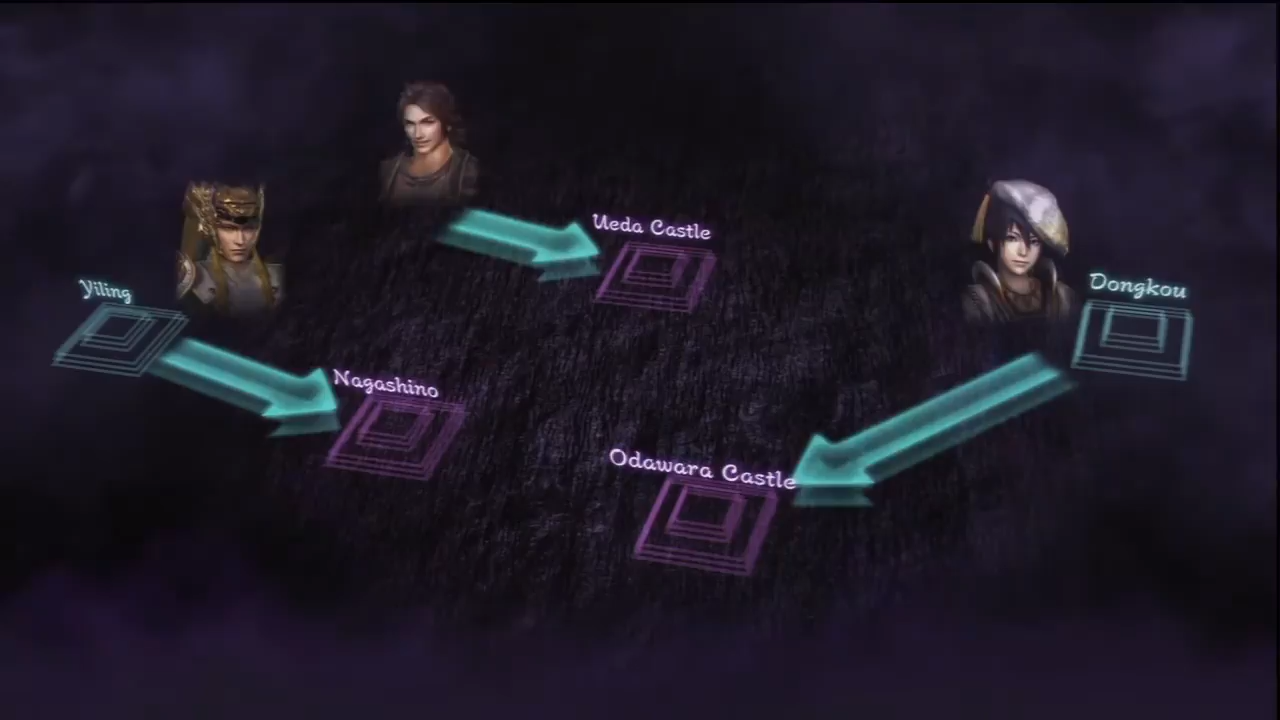 Ueda Castle
Yiling
Dongkou
Nagashino
Odawara Castle